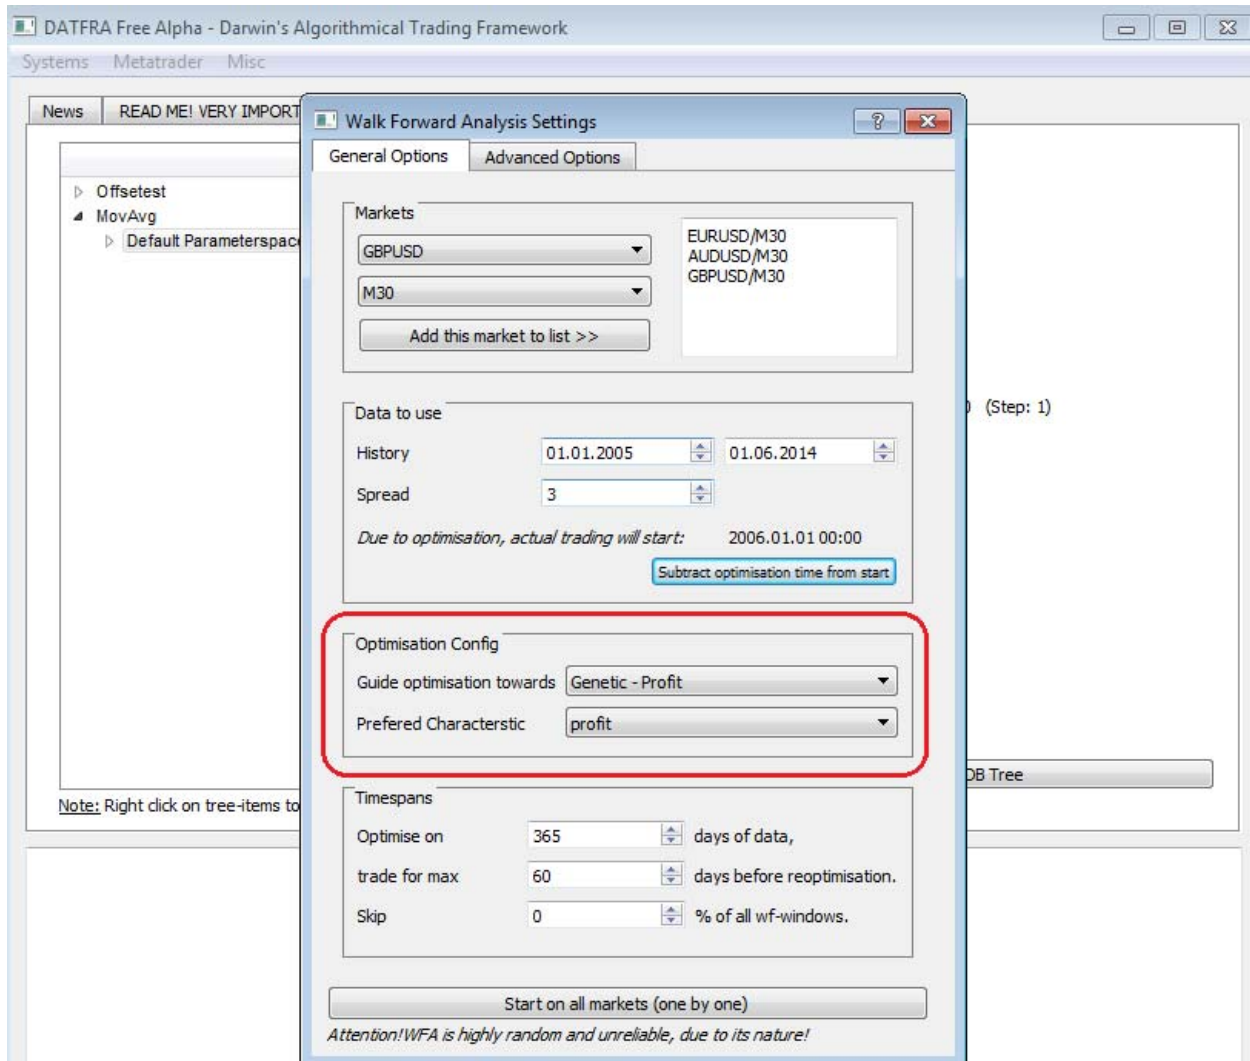 DATFRA Free Alpha - Darwin's Algorithmical Trading Framework
Systems Metatrader Misc
News READ ME! VERY IMPORT
Offsetest
MovAvg
Default Parameterspac
Note: Right click on tree-items to
Walk Forward Analysis Settings
General Options Advanced Options
Markets
GBPUSD
M30
Add this market to list >>
EURUSD/M30
AUDUSD/M30
GBPUSD/M30
Data to use
History 01.01.2005 01.06.2014
Spread 3
Due to optimisation, actual trading will start: 2006.01.01 00:00
Subtract optimisation time from start
Optimisation Config
Guide optimisation towards Genetic - Profit
Prefered Characterstic profit
Timespans
Optimise on 365 days of data,
trade for max 60 days before reoptimisation.
Skip 0 % of all wf-windows.
Start on all markets (one by one)
Attention!WFA is highly random and unreliable, due to its nature!
(Step: 1)
DB Tree